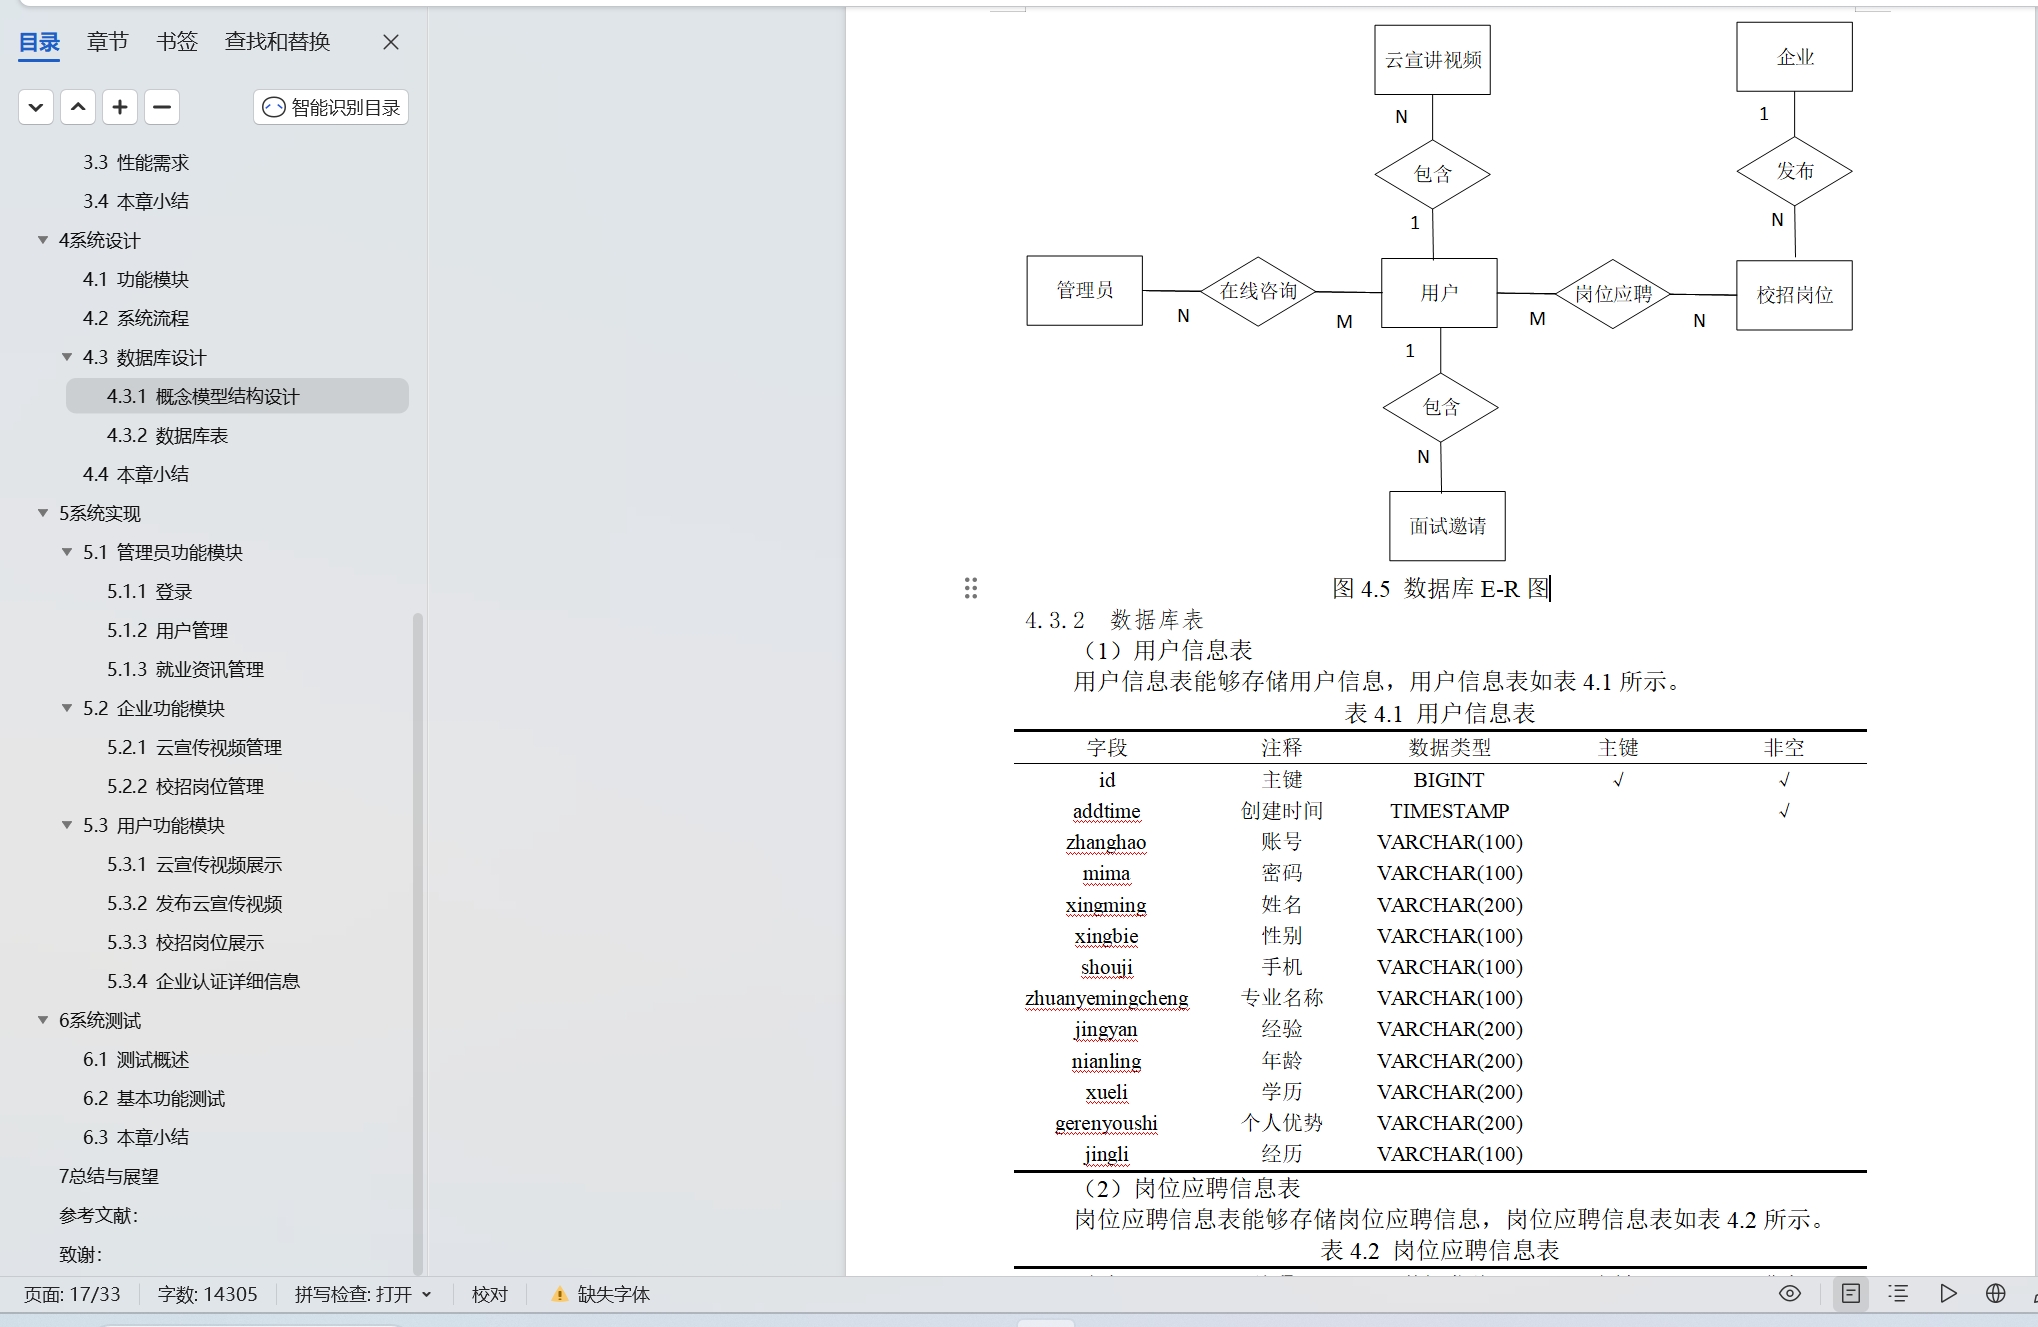 目录 章节 书签 查找和替换
智能识别目录
3.3 性能需求
3.4 本章小结
4系统设计
4.1 功能模块
4.2 系统流程
4.3 数据库设计
4.3.1 概念模型结构设计
4.3.2 数据库表
4.4 本章小结
5系统实现
5.1 管理员功能模块
5.1.1 登录
5.1.2 用户管理
5.1.3 就业资讯管理
5.2 企业功能模块
5.2.1 云宣传视频管理
5.2.2 校招岗位管理
5.3 用户功能模块
5.3.1 云宣传视频展示
5.3.2 发布云宣传视频
5.3.3 校招岗位展示
5.3.4 企业认证详细信息
6系统测试
6.1 测试概述
6.2 基本功能测试
6.3 本章小结
7总结与展望
参考文献:
致谢:
云宣讲视频 企业
N 1
包含 发布
1 N
管理员 在线咨询 用户 岗位应聘 校招岗位
N M M N
1
包含
N
面试邀请
图 4.5 数据库 E-R 图
4.3.2 数据库表
（1）用户信息表
用户信息表能够存储用户信息，用户信息表如表 4.1 所示。
表 4.1 用户信息表
字段 注释 数据类型 主键 非空
id 主键 BIGINT √ √
addtime 创建时间 TIMESTAMP √
zhanghao 账号 VARCHAR(100)
mima 密码 VARCHAR(100)
xingming 姓名 VARCHAR(200)
xingbie 性别 VARCHAR(100)
shouji 手机 VARCHAR(100)
zhuanyemingcheng 专业名称 VARCHAR(100)
jingyan 经验 VARCHAR(200)
nianling 年龄 VARCHAR(200)
xueli 学历 VARCHAR(200)
gerenyoushi 个人优势 VARCHAR(200)
jingli 经历 VARCHAR(100)
（2）岗位应聘信息表
岗位应聘信息表能够存储岗位应聘信息，岗位应聘信息表如表 4.2 所示。
表 4.2 岗位应聘信息表
页面: 17/33 字数: 14305 拼写检查: 打开 校对 缺失字体